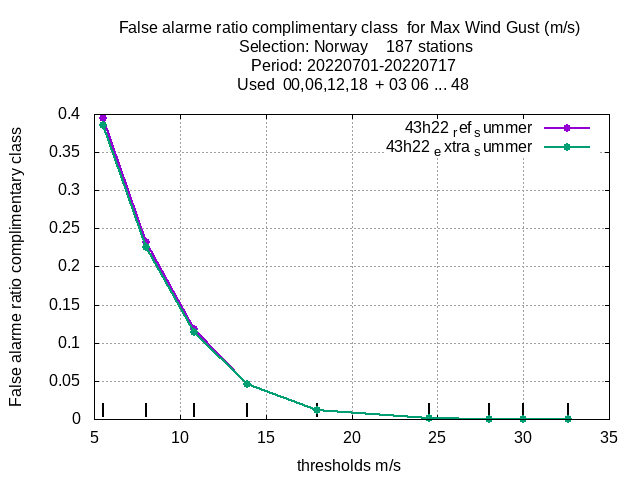 False alarme ratio complimentary class  for Max Wind Gust (m/s)
Selection: Norway    187 stations
Period: 20220701-20220717
Used  00,06,12,18  + 03 06 ... 48
43h22 ref summer
43h22 extra summer
False alarme ratio complimentary class
0.4
0.35
0.3
0.25
0.2
0.15
0.1
0.05
0
5 10 15 20 25 30 35
thresholds m/s